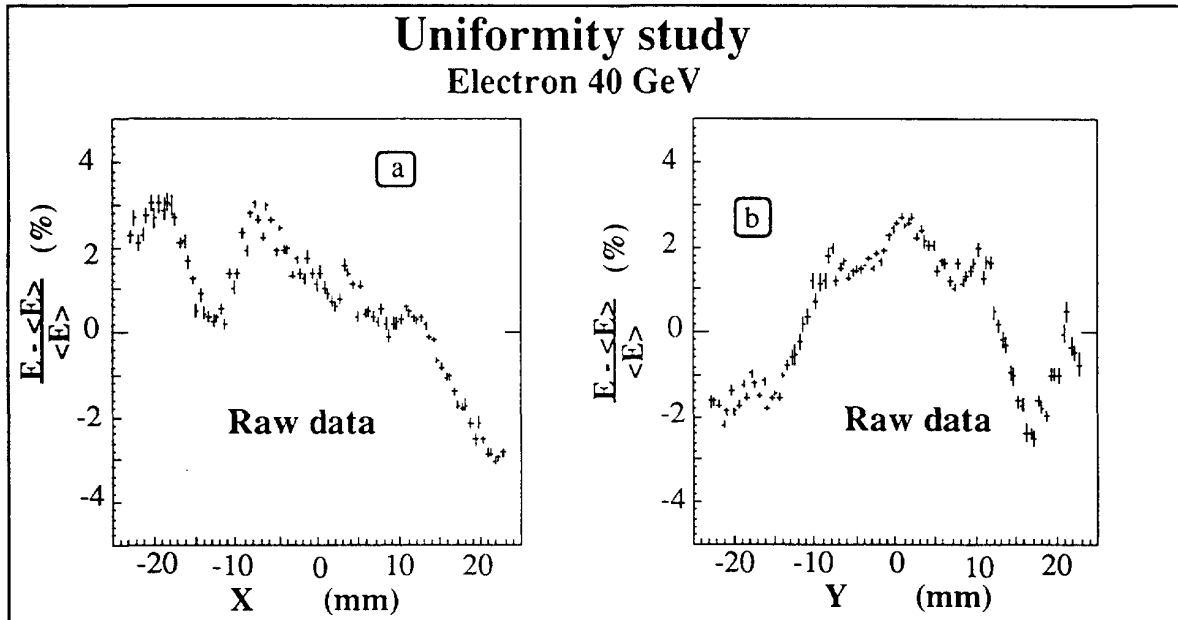 Uniformity study
Electron 40 GeV
E - <E>
<E>
(%)
4
2
0
-2
-4
a
Raw data
-20 -10 0 10 20
X (mm)
E - <E>
<E>
(%)
4
2
0
-2
-4
b
Raw data
-20 -10 0 10 20
Y (mm)